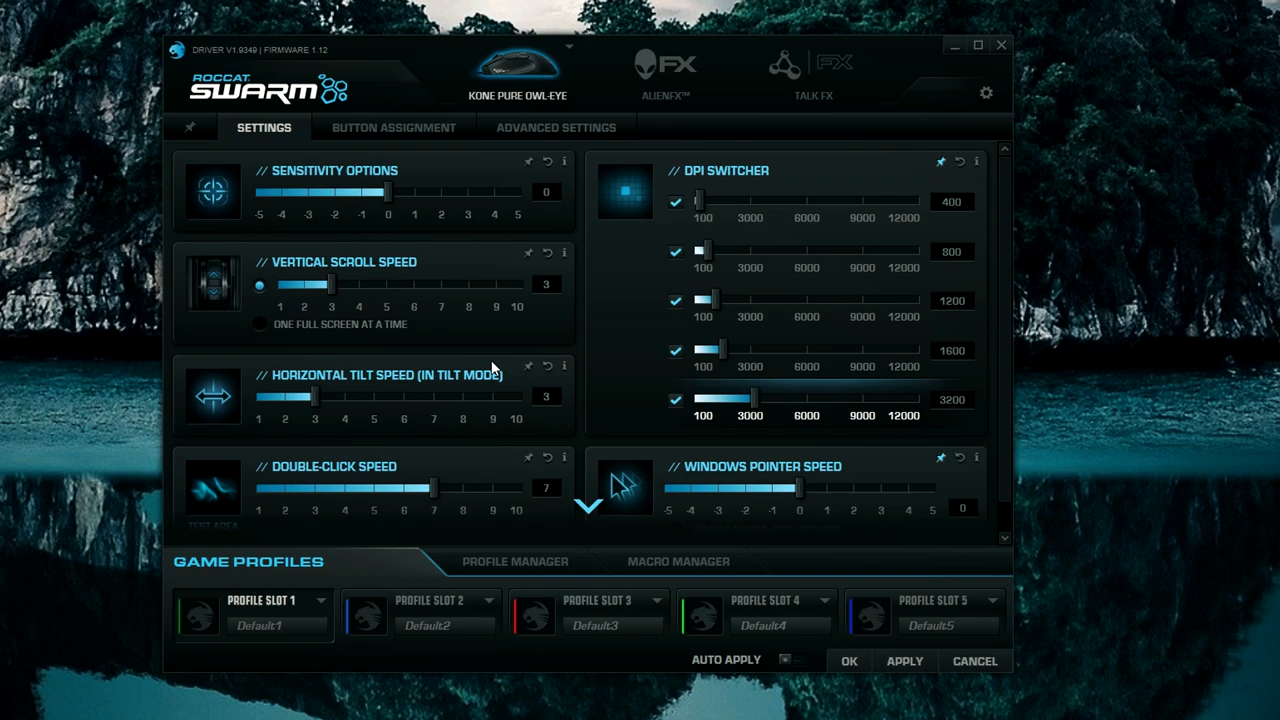 DRIVER V1.9349 | FIRMWARE 1.12
ROCCAT
SWARM
KONE PURE OWL-EYE
FX
ALIENFX™
FX
TALK FX
SETTINGS
BUTTON ASSIGNMENT
ADVANCED SETTINGS
// SENSITIVITY OPTIONS
0
-5 -4 -3 -2 -1 0 1 2 3 4 5
// VERTICAL SCROLL SPEED
3
1 2 3 4 5 6 7 8 9 10
ONE FULL SCREEN AT A TIME
// HORIZONTAL TILT SPEED (IN TILT MODE)
3
1 2 3 4 5 6 7 8 9 10
// DOUBLE-CLICK SPEED
7
1 2 3 4 5 6 7 8 9 10
TEST AREA
// DPI SWITCHER
400
100 3000 6000 9000 12000
800
100 3000 6000 9000 12000
1200
100 3000 6000 9000 12000
1600
100 3000 6000 9000 12000
3200
100 3000 6000 9000 12000
// WINDOWS POINTER SPEED
-5 -4 -3 -2 -1 0 1 2 3 4 5
0
GAME PROFILES
PROFILE MANAGER
MACRO MANAGER
PROFILE SLOT 1
Default1
PROFILE SLOT 2
Default2
PROFILE SLOT 3
Default3
PROFILE SLOT 4
Default4
PROFILE SLOT 5
Default5
AUTO APPLY
OK
APPLY
CANCEL